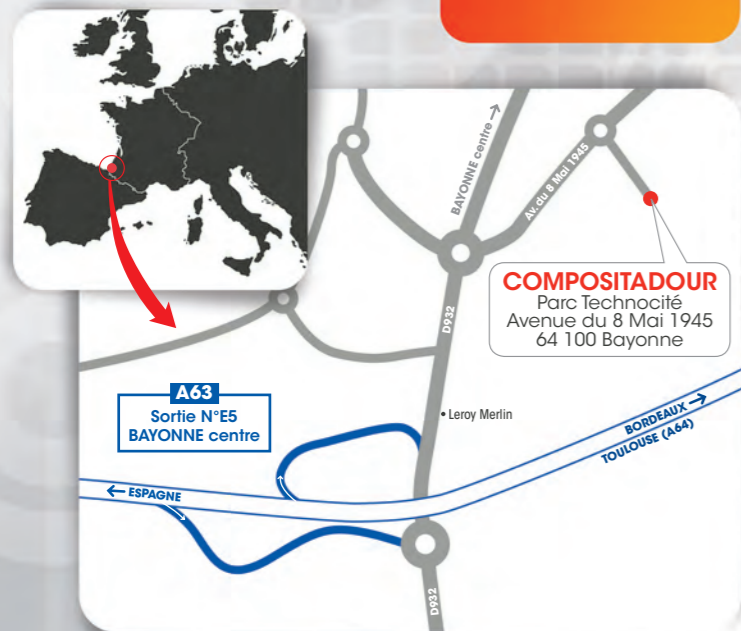 BAYONNE centre →
Av. du 8 Mai 1945
COMPOSITADOUR
Parc Technocité
Avenue du 8 Mai 1945
64 100 Bayonne
D932
A63
Sortie N°E5
BAYONNE centre
• Leroy Merlin
BORDEAUX →
TOULOUSE (A64)
← ESPAGNE
D932